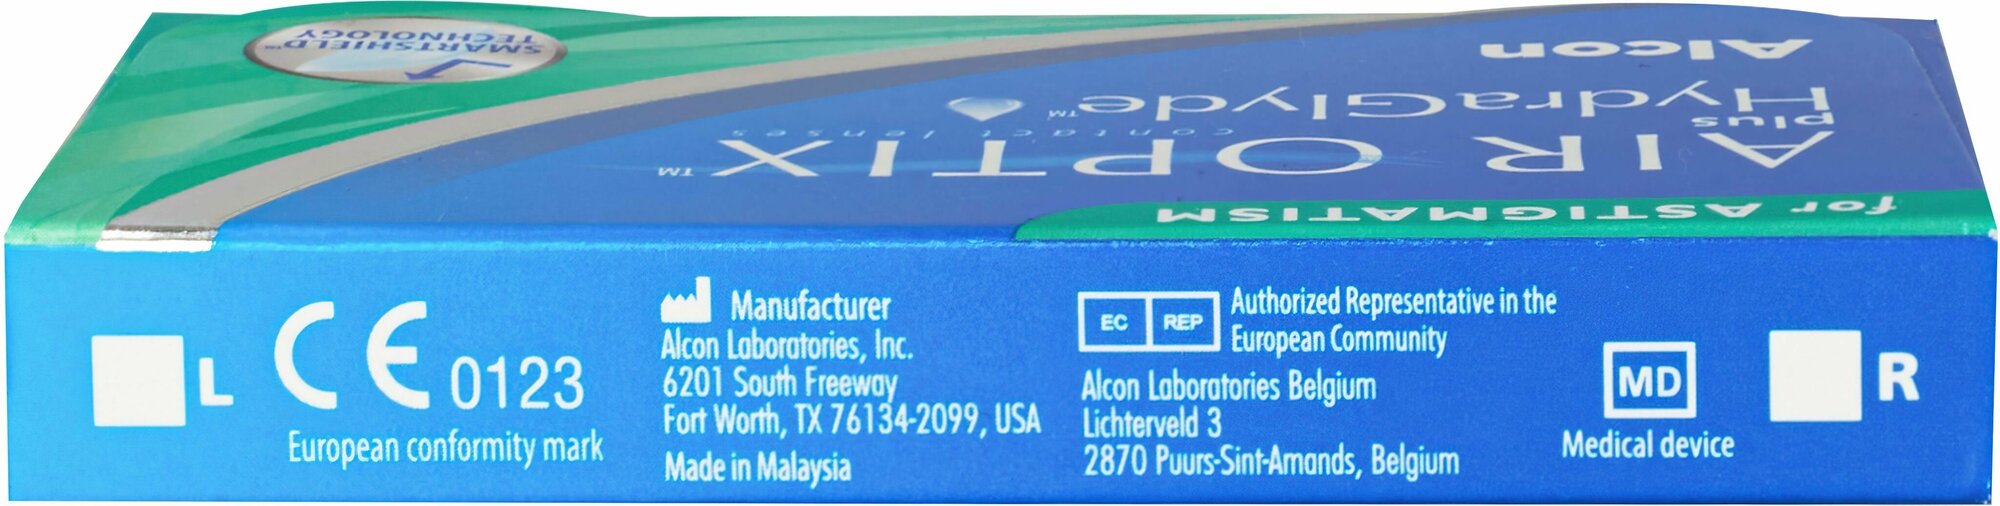 SMARTSHIELD™
TECHNOLOGY
Alcon
AIR OPTIX™
plus
HydraGlyde™
contact lenses
for ASTIGMATISM
L
CE 0123
European conformity mark
Manufacturer
Alcon Laboratories, Inc.
6201 South Freeway
Fort Worth, TX 76134-2099, USA
Made in Malaysia
EC REP
Authorized Representative in the
European Community
Alcon Laboratories Belgium
Lichterveld 3
2870 Puurs-Sint-Amands, Belgium
MD
Medical device
R